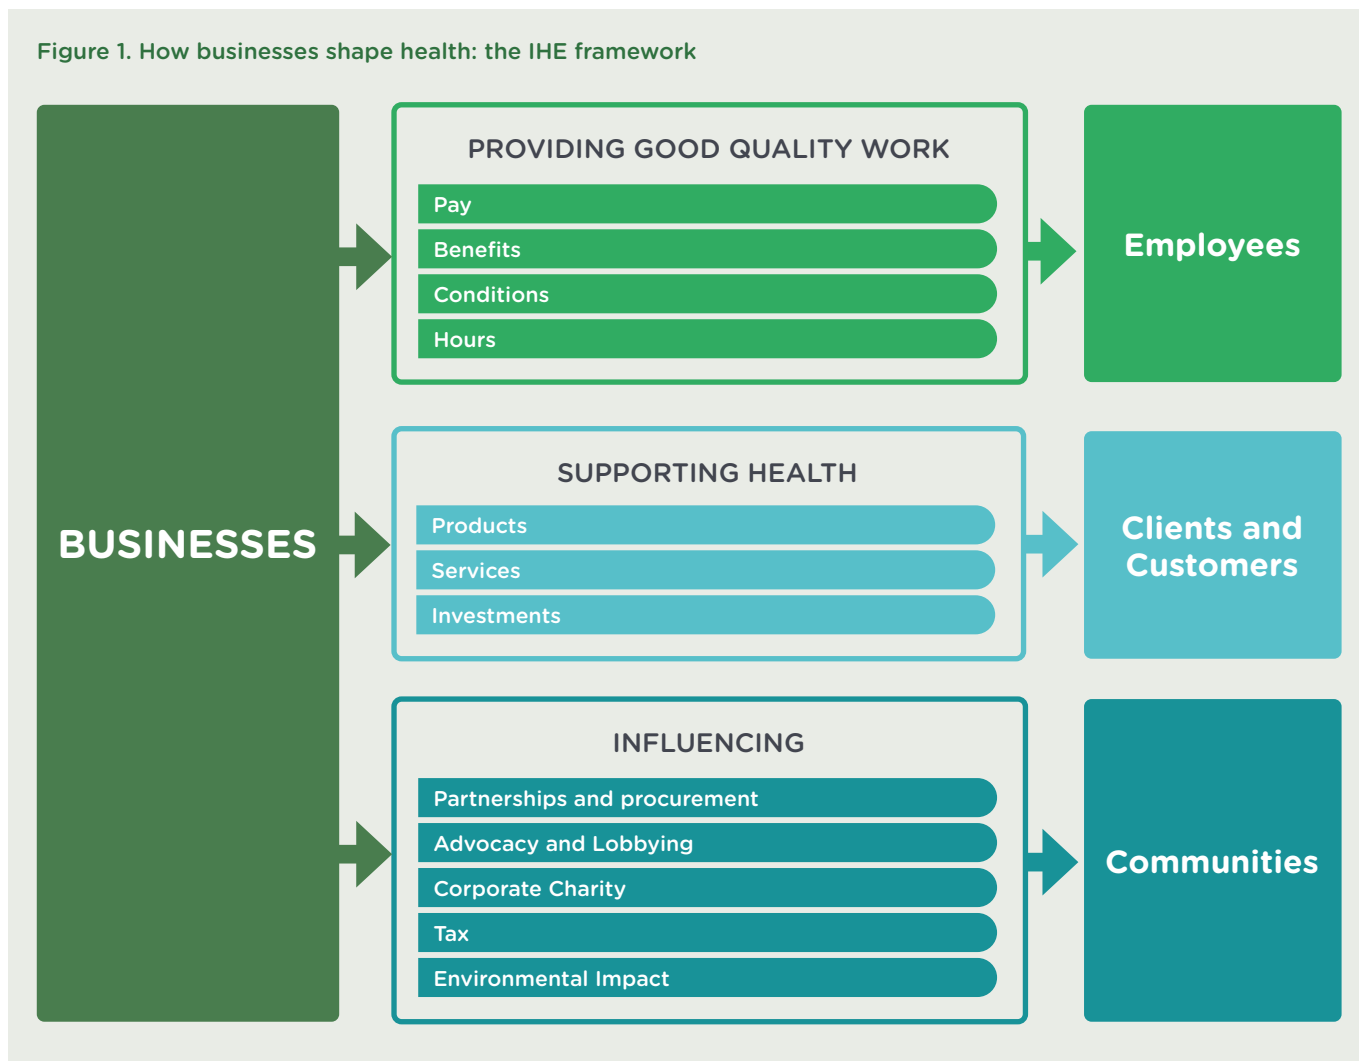 Figure 1. How businesses shape health: the IHE framework
BUSINESSES
PROVIDING GOOD QUALITY WORK
Pay
Benefits
Conditions
Hours
Employees
SUPPORTING HEALTH
Products
Services
Investments
Clients and
Customers
INFLUENCING
Partnerships and procurement
Advocacy and Lobbying
Corporate Charity
Tax
Environmental Impact
Communities